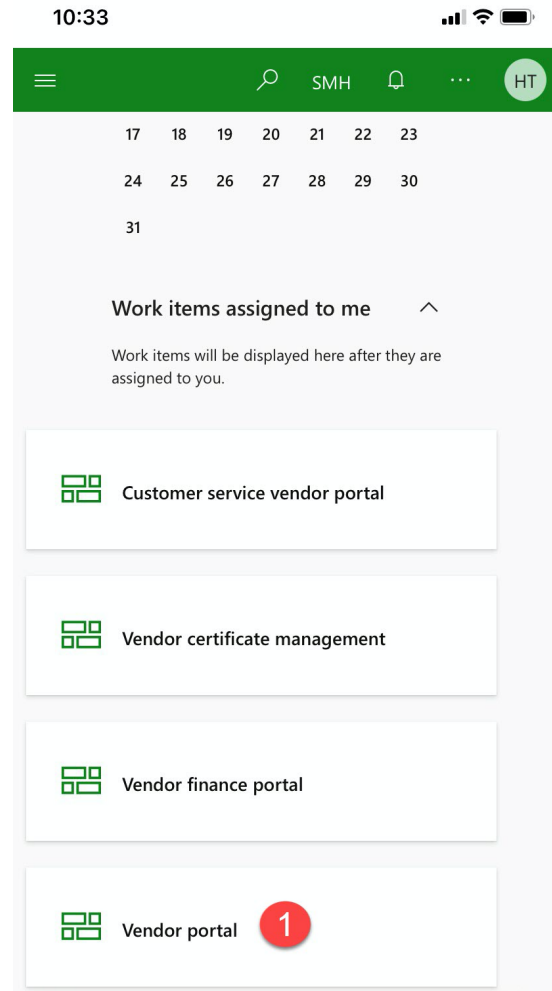 10:33
SMH
HT
17 18 19 20 21 22 23
24 25 26 27 28 29 30
31
Work items assigned to me
Work items will be displayed here after they are
assigned to you.
Customer service vendor portal
Vendor certificate management
Vendor finance portal
Vendor portal 1